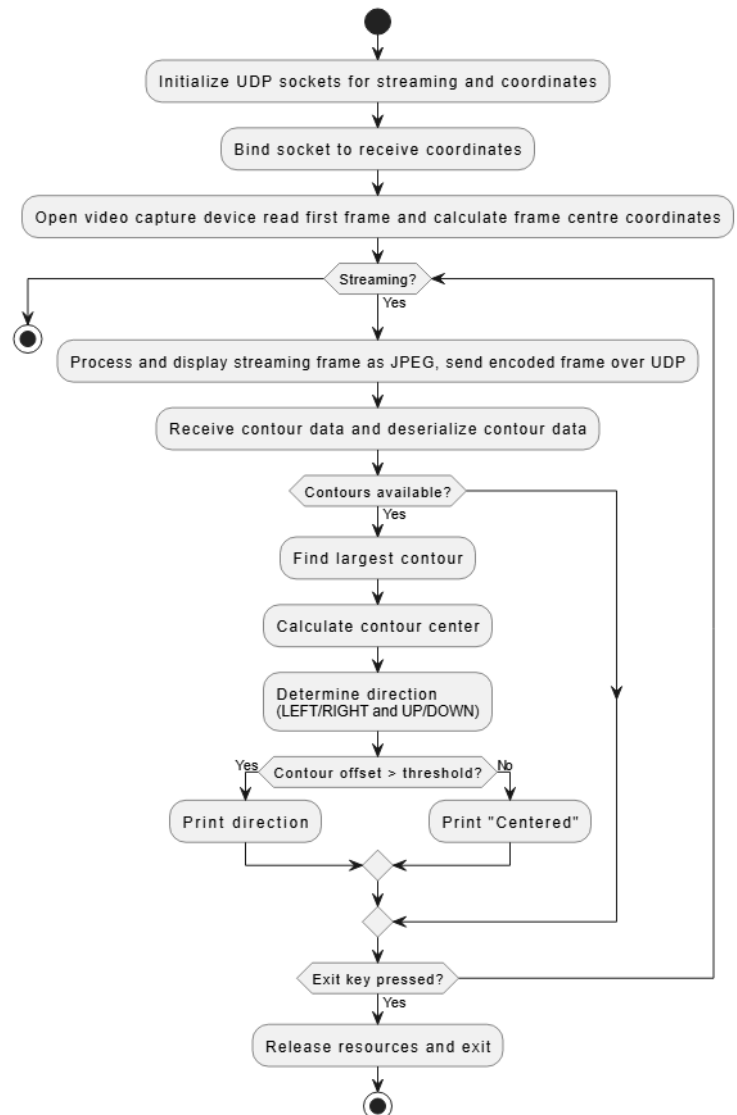 Initialize UDP sockets for streaming and coordinates
Bind socket to receive coordinates
Open video capture device read first frame and calculate frame centre coordinates
Streaming?
Yes
Process and display streaming frame as JPEG, send encoded frame over UDP
Receive contour data and deserialize contour data
Contours available?
Yes
Find largest contour
Calculate contour center
Determine direction
(LEFT/RIGHT and UP/DOWN)
Yes
Contour offset > threshold?
No
Print direction
Print "Centered"
Exit key pressed?
Yes
Release resources and exit